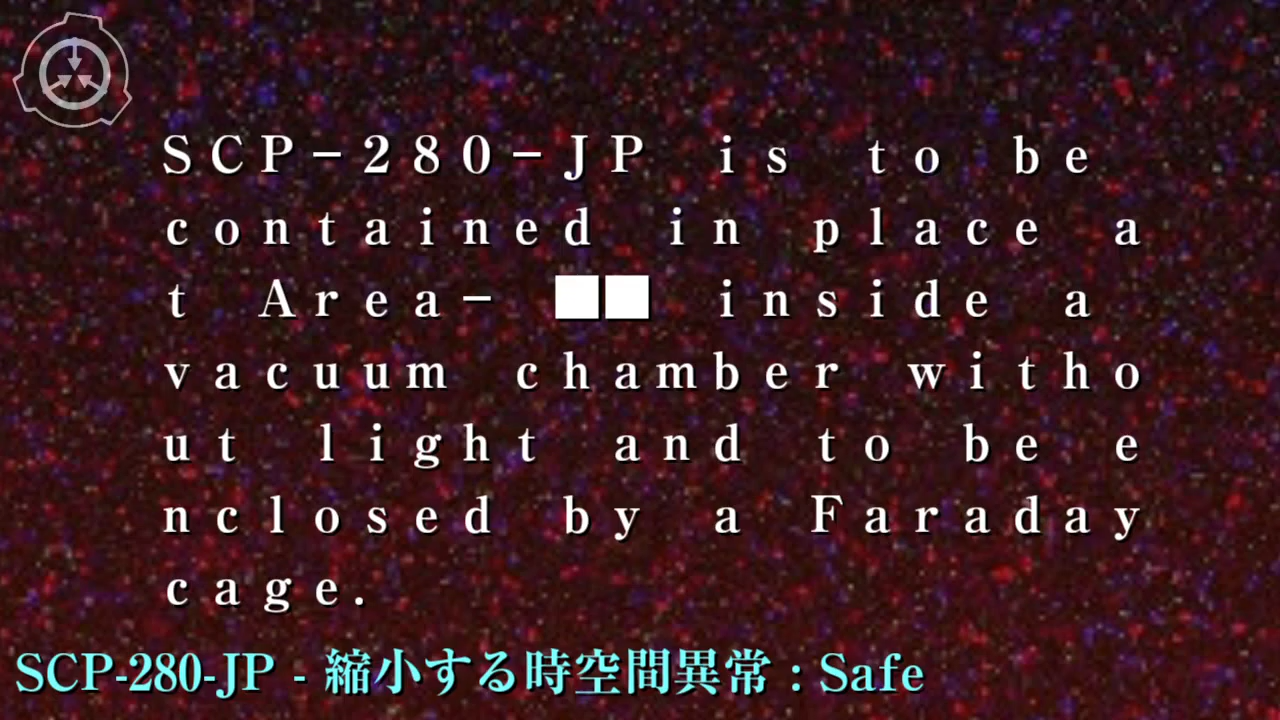 SCP−280−JP is to be
contained in place a
t Area− ■■ inside a
vacuum chamber witho
ut light and to be e
nclosed by a Faraday
cage.
SCP-280-JP - 縮小する時空間異常 : Safe